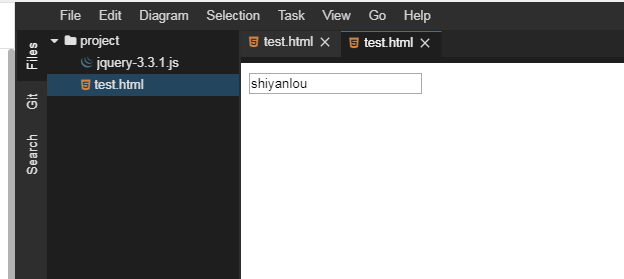 File Edit Diagram Selection Task View Go Help
Files
Git
Search
project
jquery-3.3.1.js
test.html
test.html test.html
shiyanlou